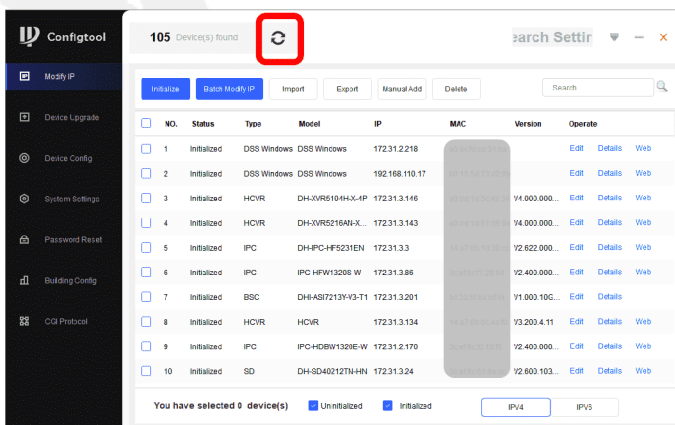 Configtool
105 Device(s) found
earch Settin
Modify IP
Device Upgrade
Device Config
System Settings
Password Reset
Building Config
CGI Protocol
Initialize Batch Modify IP Import Export Manual Add Delete Search
NO. Status Type Model IP MAC Version Operate
1 Initialized DSS Windows DSS Windows 172.31.2.218 Edit Details Web
2 Initialized DSS Windows DSS Windows 192.168.110.17 Edit Details Web
3 Initialized HCVR DH-XVR5104H-X-4P 172.31.3.146 V4.000.000... Edit Details Web
4 Initialized HCVR DH-XVR5216AN-X... 172.31.3.143 V4.000.000... Edit Details Web
5 Initialized IPC DH-IPC-HF5231EN 172.31.3.3 V2.622.000... Edit Details Web
6 Initialized IPC IPC-HFW1320S-W 172.31.3.86 V2.400.000... Edit Details Web
7 Initialized BSC DHI-ASI7213Y-V3-T1 172.31.3.201 V1.000.10G... Edit Details Web
8 Initialized HCVR HCVR 172.31.3.134 V3.200.4.11 Edit Details Web
9 Initialized IPC IPC-HDBW1320E-W 172.31.2.170 V2.400.000... Edit Details Web
10 Initialized SD DH-SD40212TN-HN 172.31.3.24 V2.600.103... Edit Details Web
You have selected 0 device(s) Uninitialized Initialized IPV4 IPV6